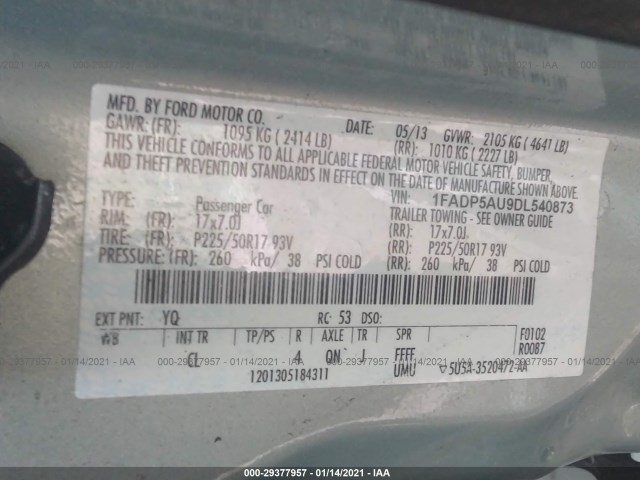 000-29377957 - 01/14/2021 - IAA
MFD. BY FORD MOTOR CO.
DATE: 05/13 GVWR: 2105 KG ( 4641 LB)
GAWR: (FR): 1095 KG ( 2414 LB) (RR): 1010 KG ( 2227 LB)
THIS VEHICLE CONFORMS TO ALL APPLICABLE FEDERAL MOTOR VEHICLE SAFETY, BUMPER,
AND THEFT PREVENTION STANDARDS IN EFFECT ON THE DATE OF MANUFACTURE SHOWN ABOVE.
VIN: 1FADP5AU9DL540873
TYPE: Passenger Car TRAILER TOWING - SEE OWNER GUIDE
RIM: (FR): 17x7.0J (RR): 17x7.0J
TIRE: (FR): P225/50R17 93V (RR): P225/50R17 93V
PRESSURE: (FR): 260 kPa/ 38 PSI COLD (RR): 260 kPa/ 38 PSI COLD
EXT PNT: YQ RC: 53 DSO:
WB INT TR TP/PS R AXLE TR SPR F0102
CL 4 QN J FFFF R0087
1201305184311 UMU 5U5A-3520472-AA
000-29377957 - 01/14/2021 - IAA